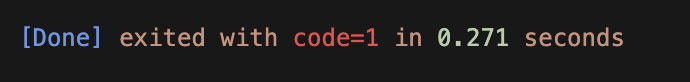 [Done] exited with code=1 in 0.271 seconds